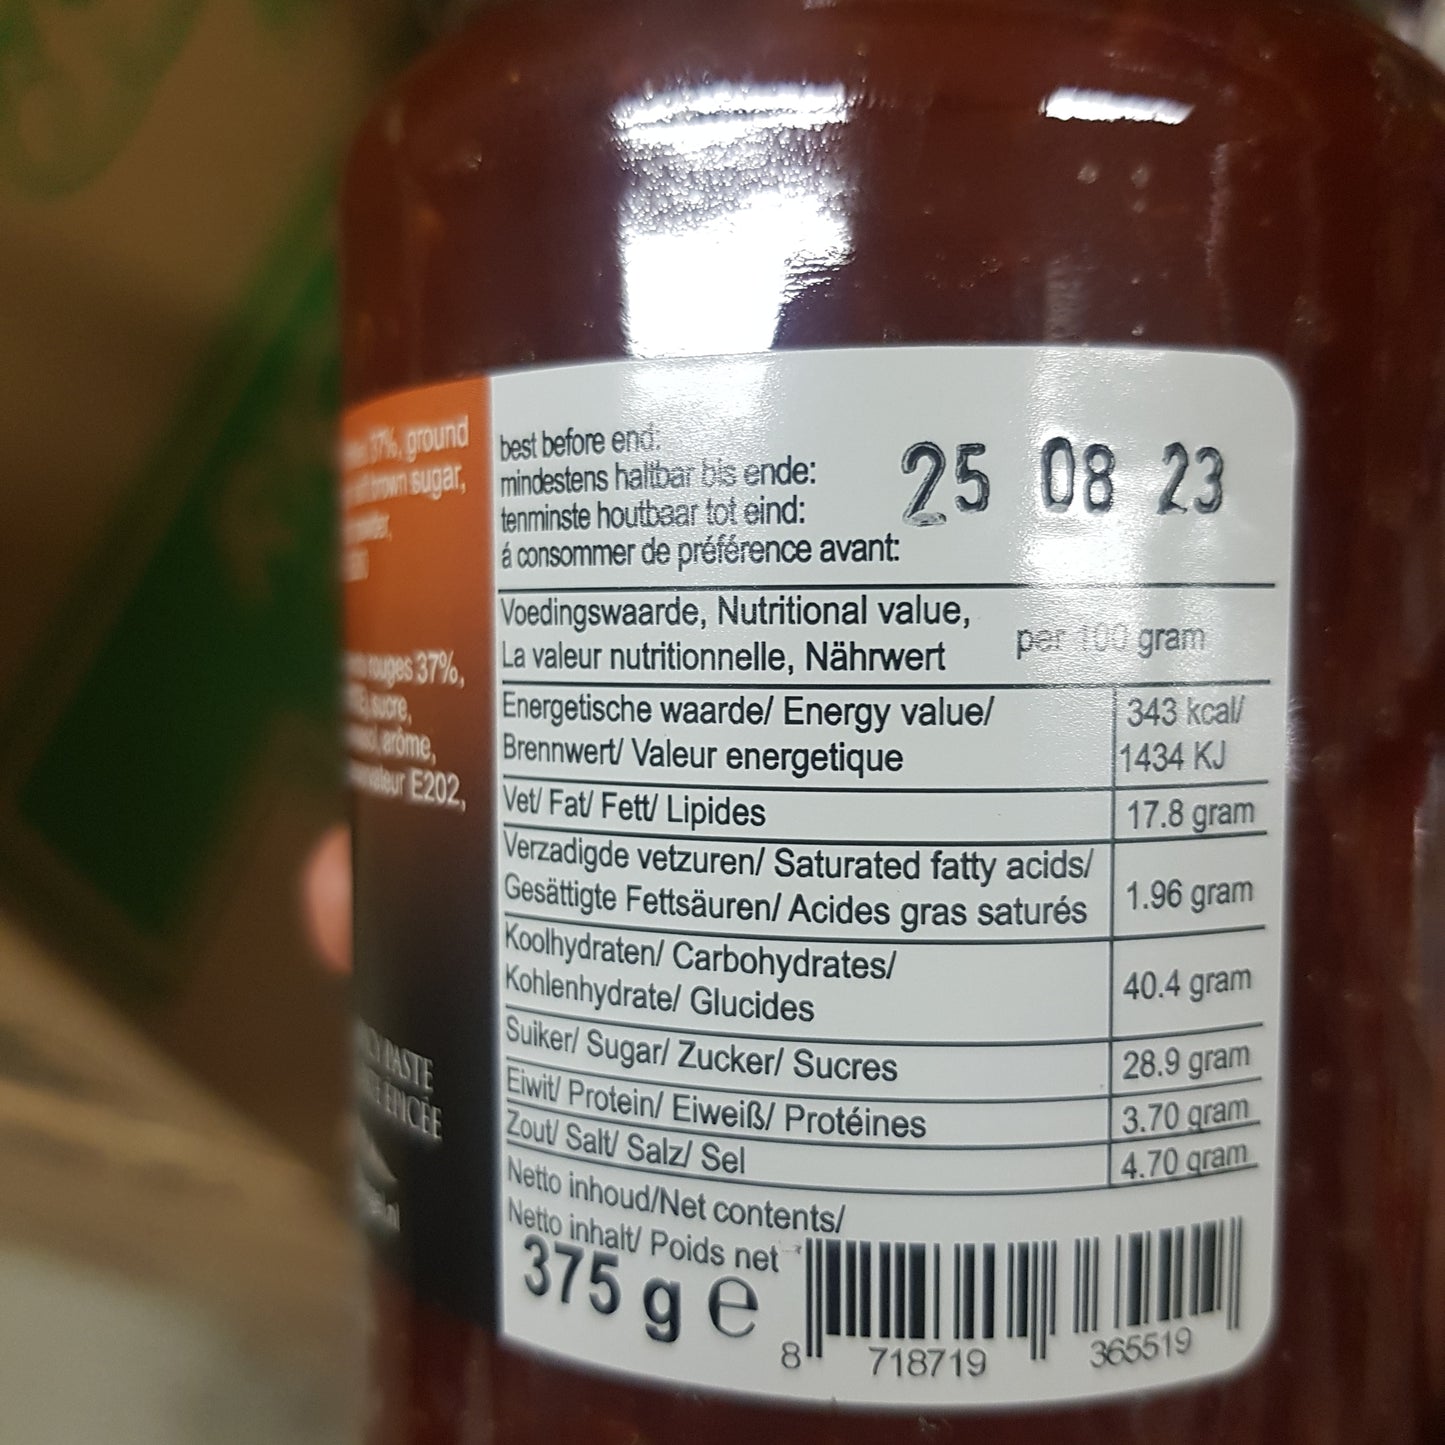 37%, ground
brown sugar,
rouges 37%,
sucre,
arôme,
E202,
PASTE
ÉPICÉE
best before end:
mindestens haltbar bis ende:
tenminste houtbaar tot eind:
á consommer de préférence avant:
25 08 23
Voedingswaarde, Nutritional value,
La valeur nutritionnelle, Nährwert
per 100 gram
Energetische waarde/ Energy value/
Brennwert/ Valeur energetique
343 kcal/
1434 KJ
Vet/ Fat/ Fett/ Lipides
17.8 gram
Verzadigde vetzuren/ Saturated fatty acids/
Gesättigte Fettsäuren/ Acides gras saturés
1.96 gram
Koolhydraten/ Carbohydrates/
Kohlenhydrate/ Glucides
40.4 gram
Suiker/ Sugar/ Zucker/ Sucres
28.9 gram
Eiwit/ Protein/ Eiweiß/ Protéines
3.70 gram
Zout/ Salt/ Salz/ Sel
4.70 gram
Netto inhoud/Net contents/
Netto inhalt/ Poids net
375 g e
8 718719 365519